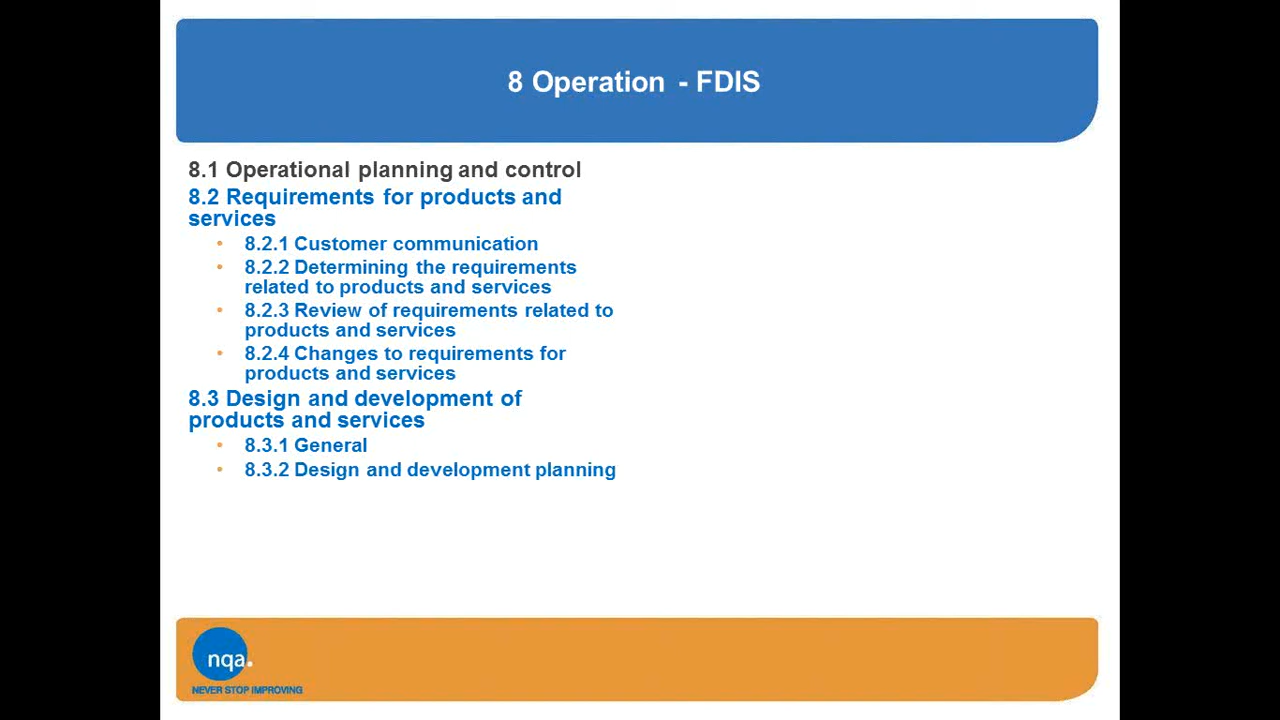 8 Operation - FDIS
8.1 Operational planning and control
8.2 Requirements for products and
services
• 8.2.1 Customer communication
• 8.2.2 Determining the requirements
related to products and services
• 8.2.3 Review of requirements related to
products and services
• 8.2.4 Changes to requirements for
products and services
8.3 Design and development of
products and services
• 8.3.1 General
• 8.3.2 Design and development planning
nqa.
NEVER STOP IMPROVING